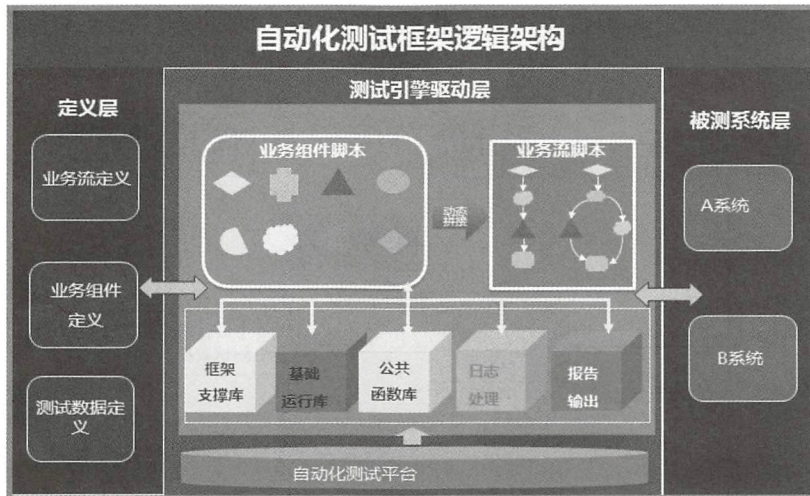 自动化测试框架逻辑架构
定义层
业务流定义
业务组件
定义
测试数据定
义
测试引擎驱动层
业务组件脚本
动态
拼接
业务流脚本
框架
支撑库
基础
运行库
公共
函数库
日志
处理
报告
输出
自动化测试平台
被测系统层
A系统
B系统